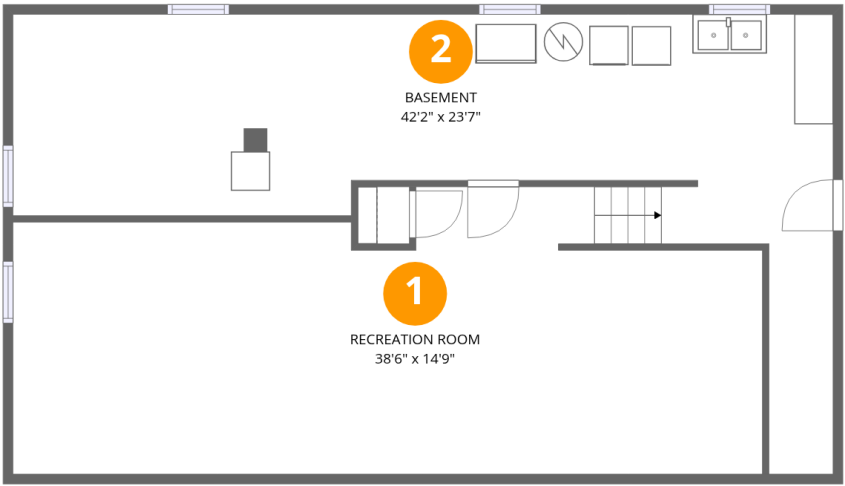 2
BASEMENT
42'2" x 23'7"
1
RECREATION ROOM
38'6" x 14'9"